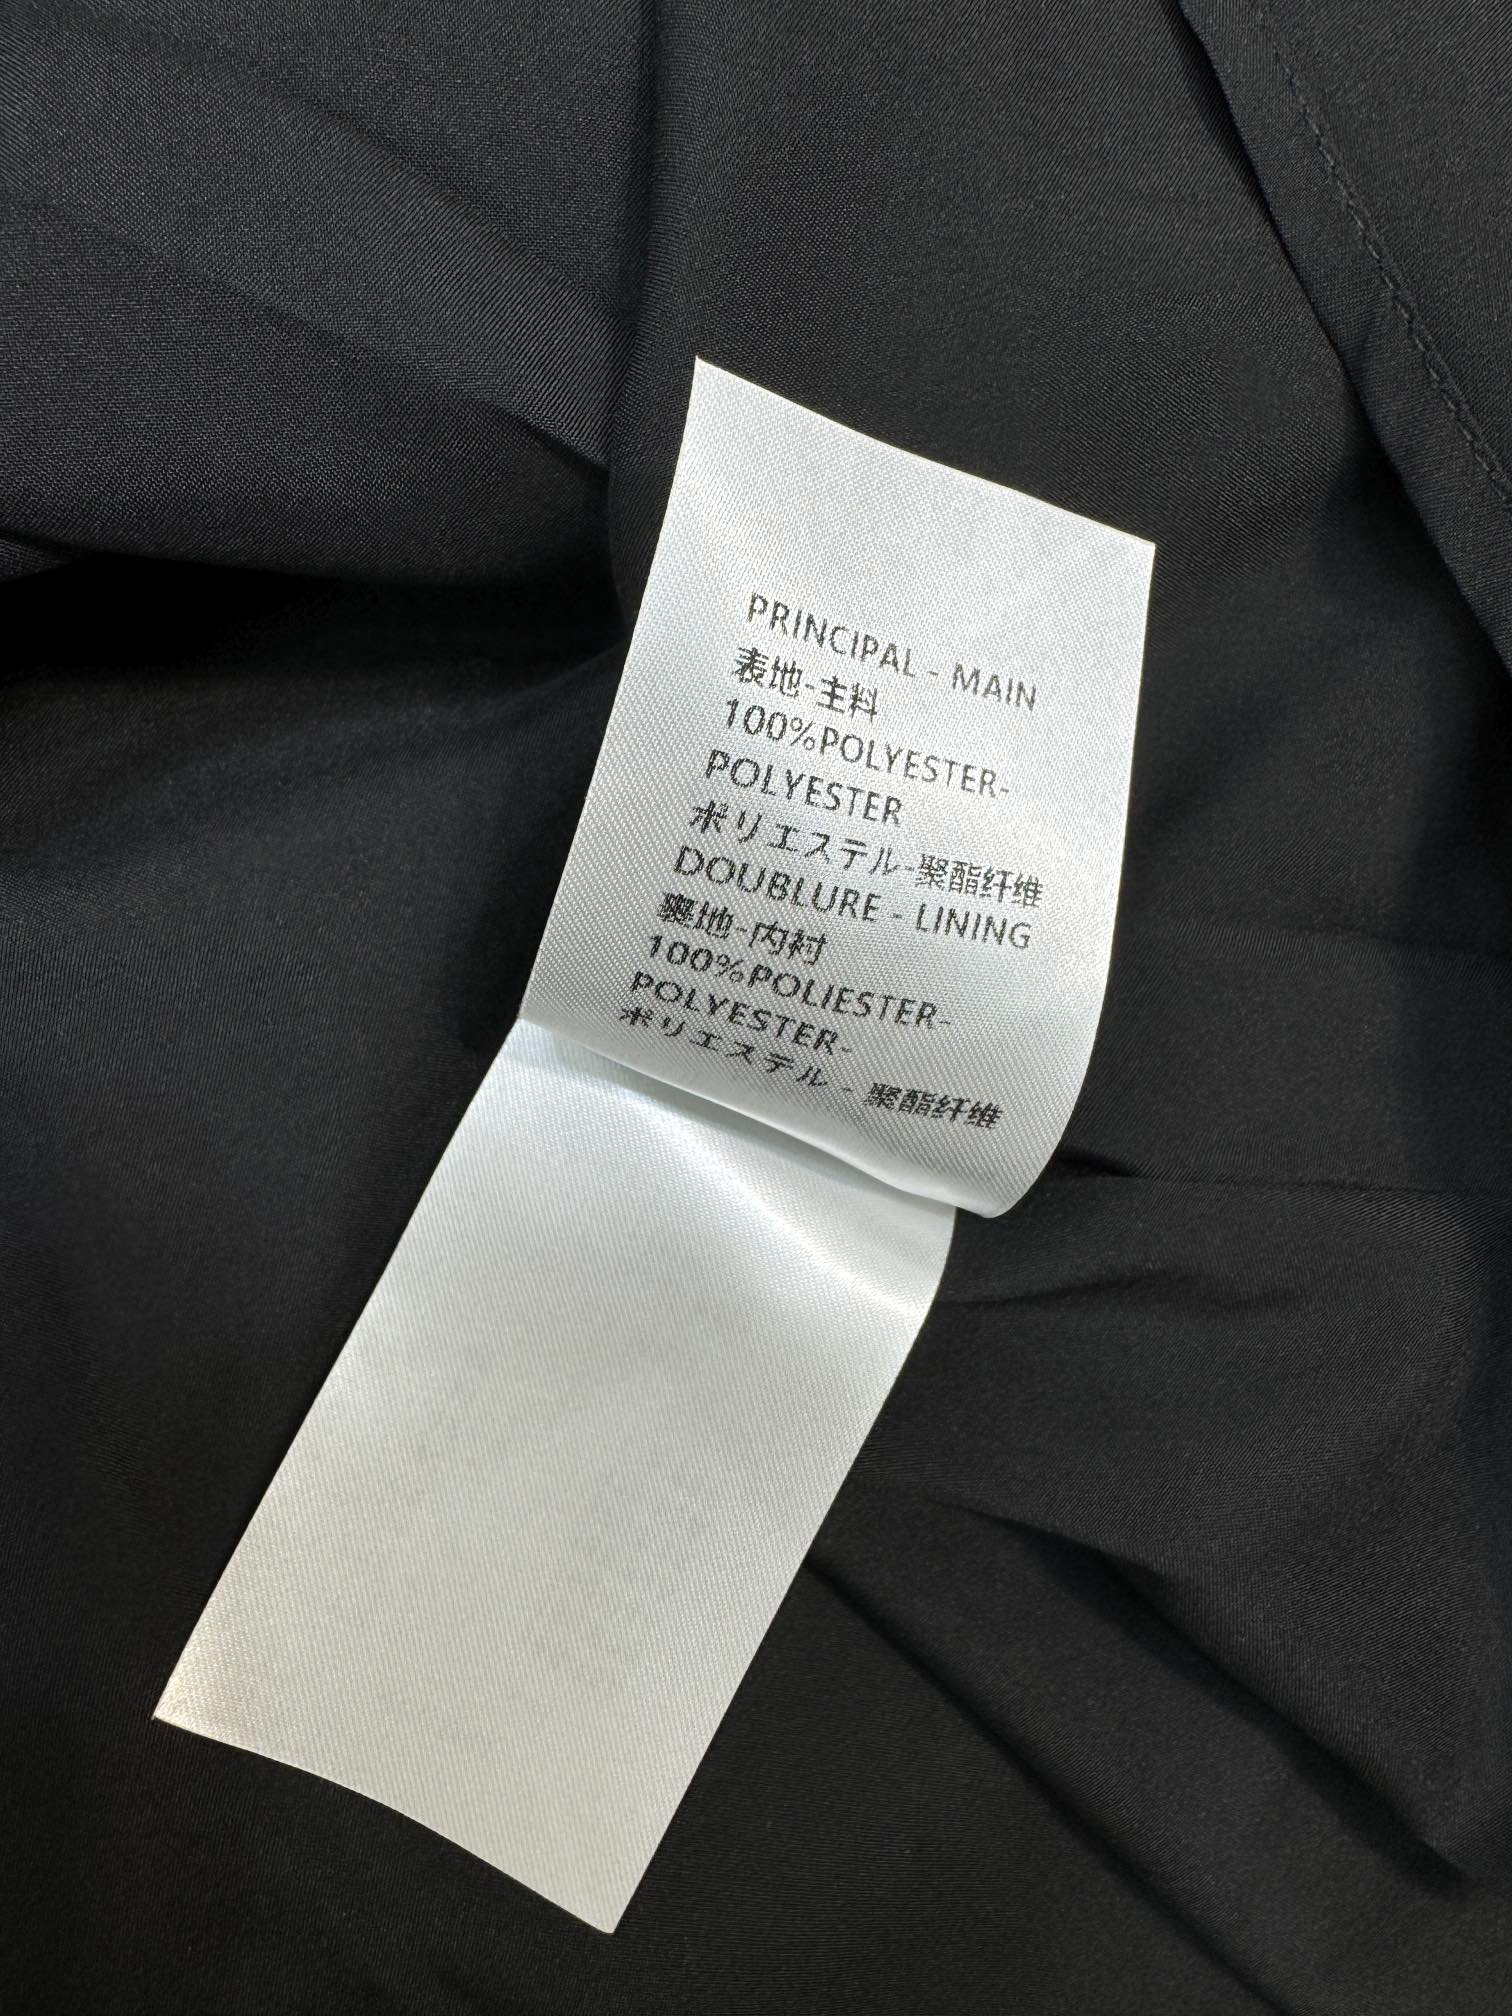 PRINCIPAL - MAIN
表地-主料
100%POLYESTER-
POLYESTER
ポリエステル-聚酯纤维
DOUBLURE - LINING
裏地-内衬
100%POLIESTER-
POLYESTER-
ポリエステル - 聚酯纤维